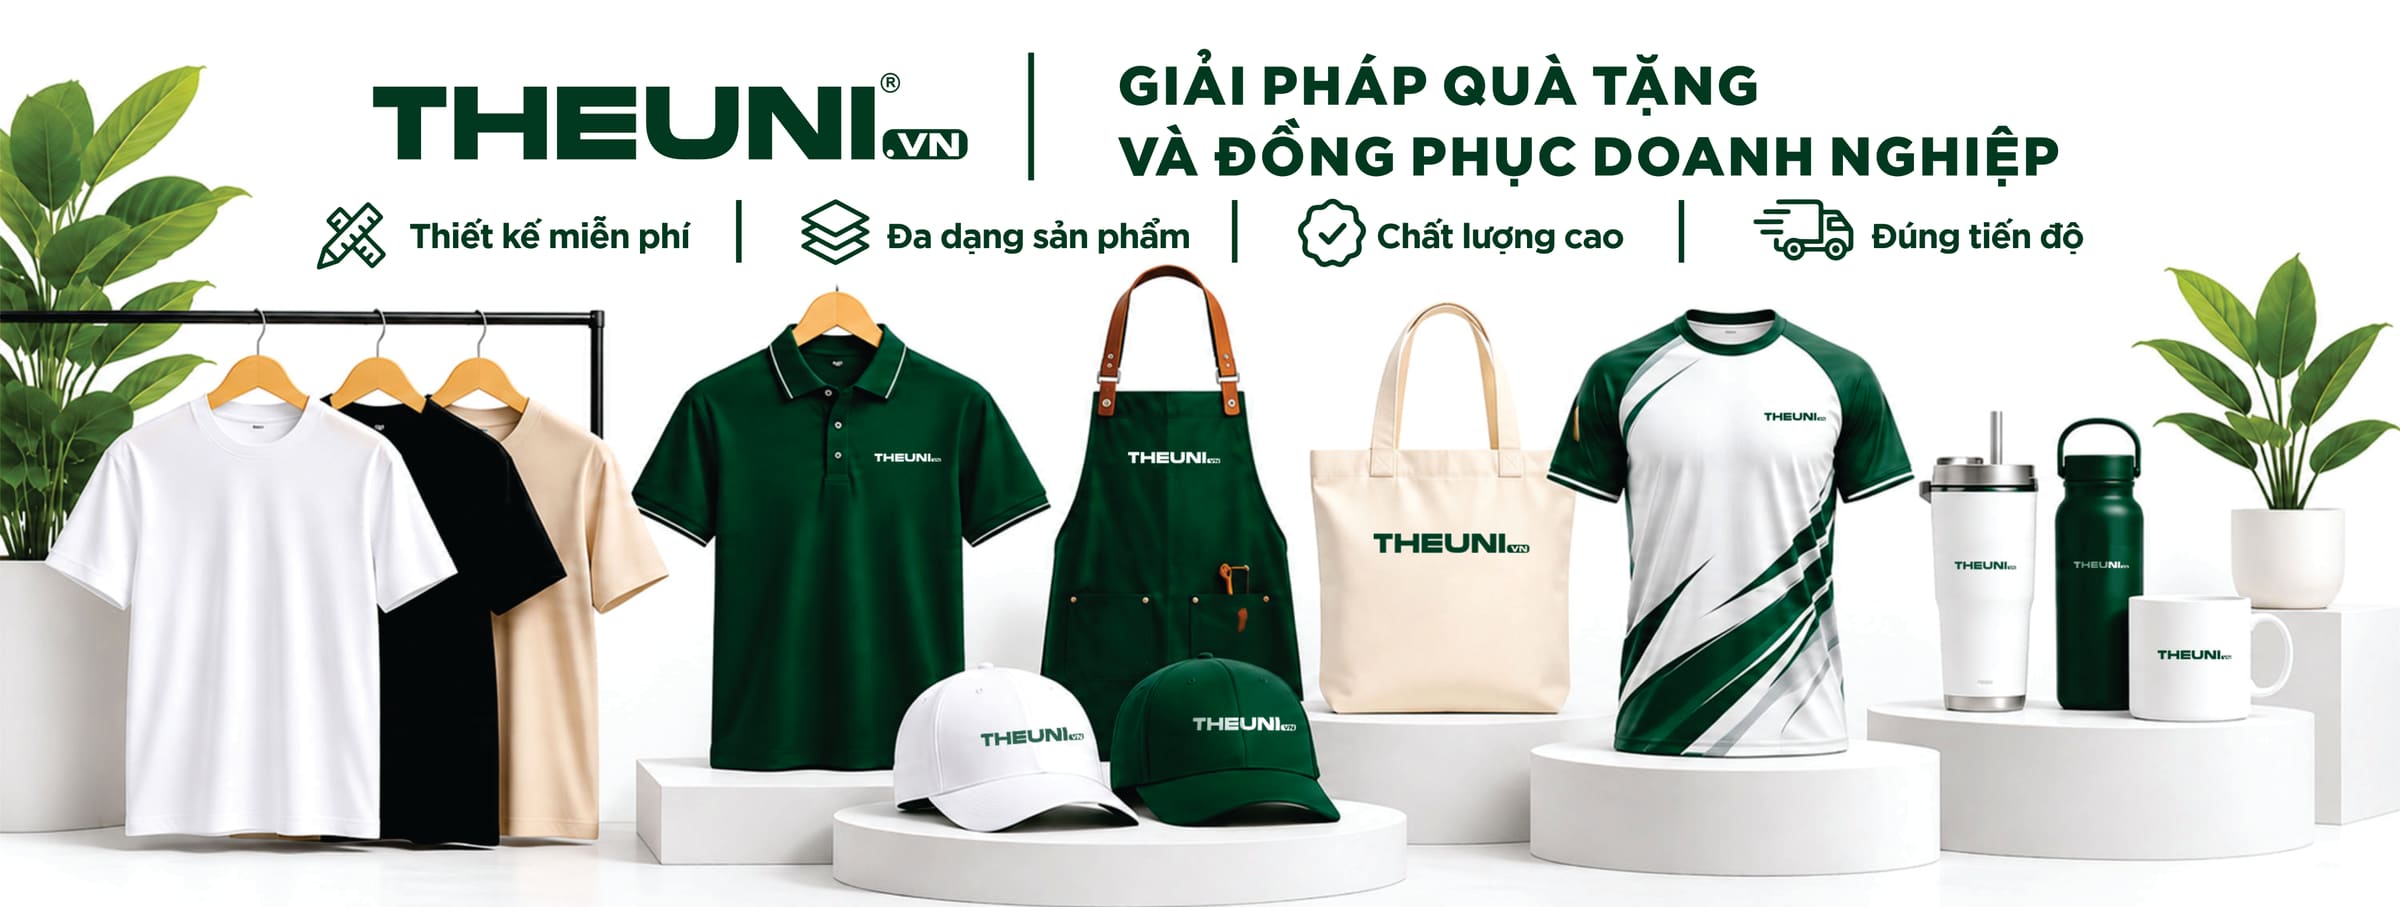 THEUNI.VN®
GIẢI PHÁP QUÀ TẶNG
VÀ ĐỒNG PHỤC DOANH NGHIỆP
Thiết kế miễn phí
Đa dạng sản phẩm
Chất lượng cao
Đúng tiến độ
THEUNI.VN
THEUNI.VN
THEUNI.VN
THEUNI.VN
THEUNI.VN
THEUNI.VN
THEUNI.VN
THEUNI.VN
THEUNI.VN